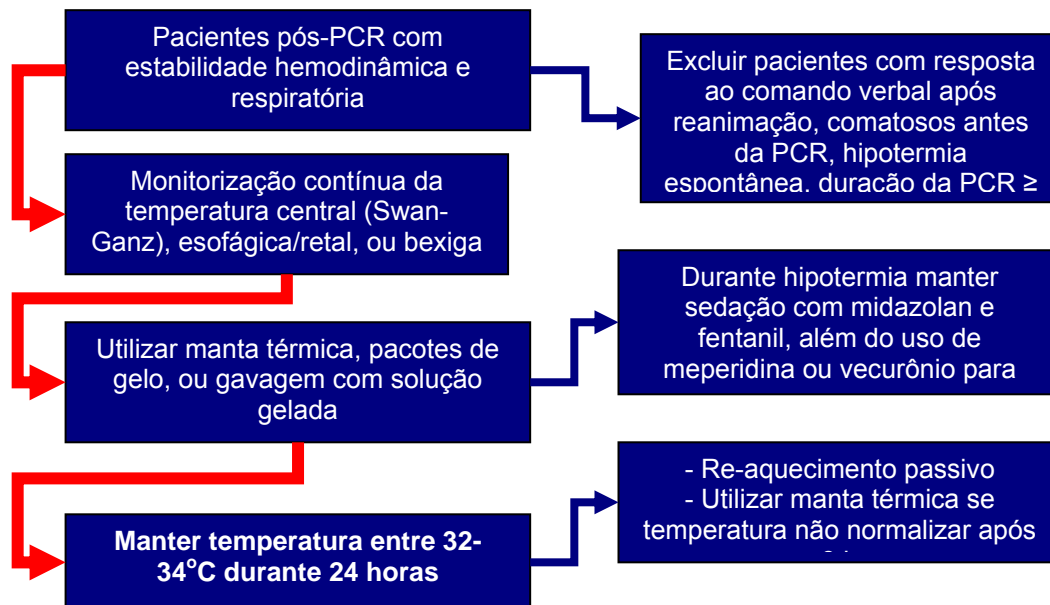 Pacientes pós-PCR com
estabilidade hemodinâmica e
respiratória
Excluir pacientes com resposta
ao comando verbal após
reanimação, comatosos antes
da PCR, hipotermia
espontânea, duração da PCR ≥
Monitorização contínua da
temperatura central (Swan-
Ganz), esofágica/retal, ou bexiga
Durante hipotermia manter
sedação com midazolan e
fentanil, além do uso de
meperidina ou vecurônio para
Utilizar manta térmica, pacotes de
gelo, ou gavagem com solução
gelada
- Re-aquecimento passivo
- Utilizar manta térmica se
temperatura não normalizar após
Manter temperatura entre 32-
34°C durante 24 horas